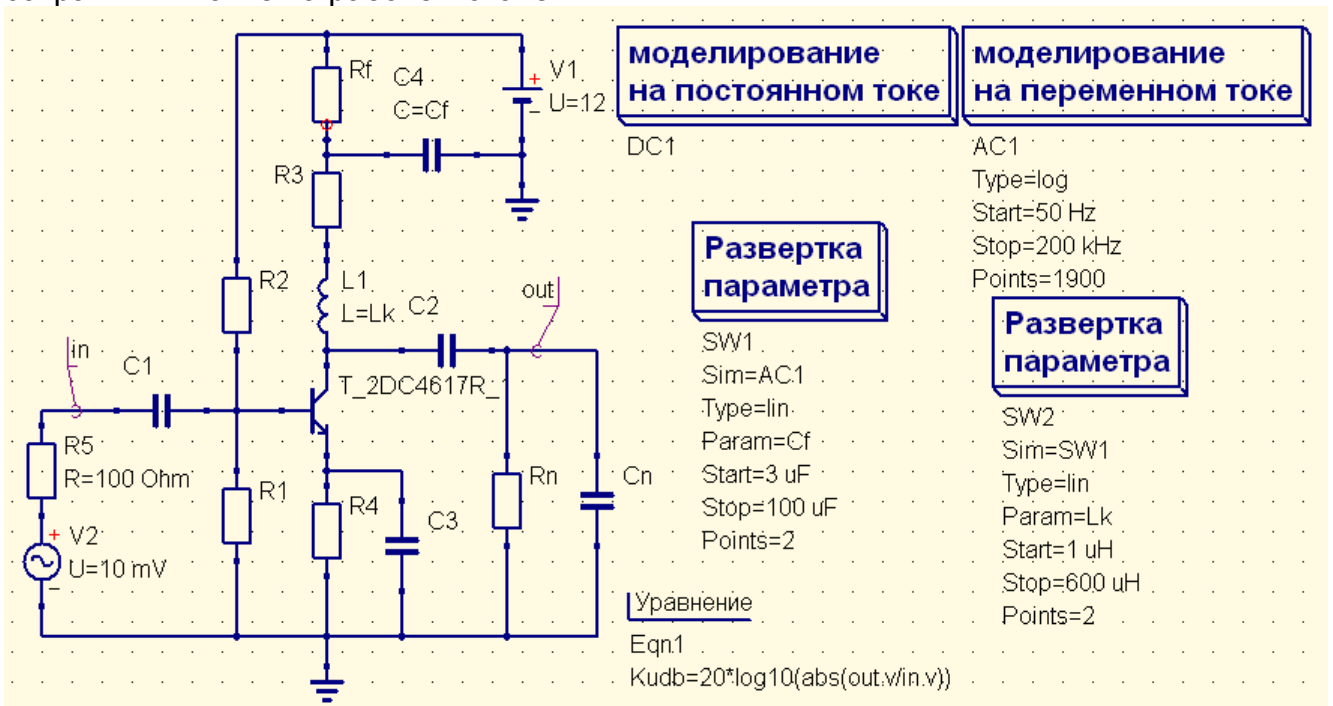 Rf
C4
C=Cf
V1
U=12
R3
R2
L1
L=Lk
C2
out
in
C1
T_2DC4617R_
R5
R=100 Ohm
R1
R4
C3
Rn
Cn
V2
U=10 mV
моделирование
на постоянном токе
DC1
моделирование
на переменном токе
AC1
Type=log
Start=50 Hz
Stop=200 kHz
Points=1900
Развертка
параметра
SW1
Sim=AC1
Type=lin
Param=Cf
Start=3 uF
Stop=100 uF
Points=2
Развертка
параметра
SW2
Sim=SW1
Type=lin
Param=Lk
Start=1 uH
Stop=600 uH
Points=2
Уравнение
Eqn1
Kudb=20*log10(abs(out.v/in.v))